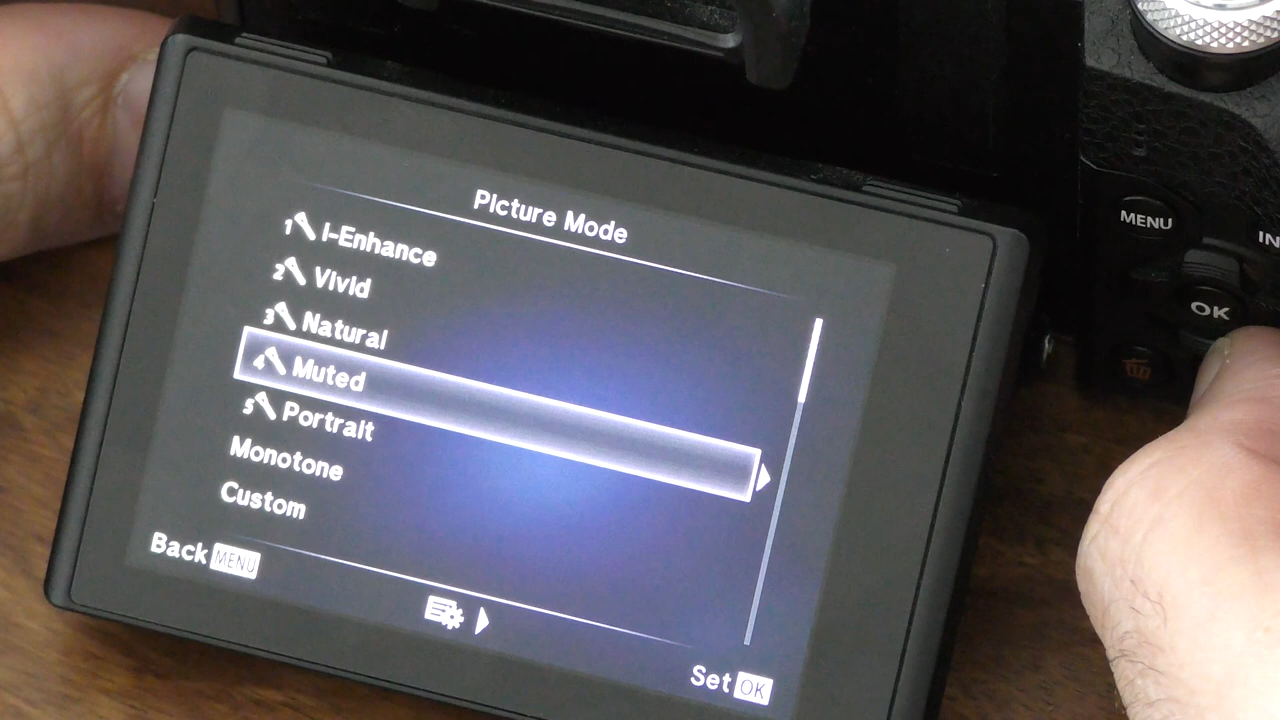 Picture Mode
1 i-Enhance
2 Vivid
3 Natural
4 Muted
5 Portrait
Monotone
Custom
Back MENU
Set OK
MENU
IN
OK